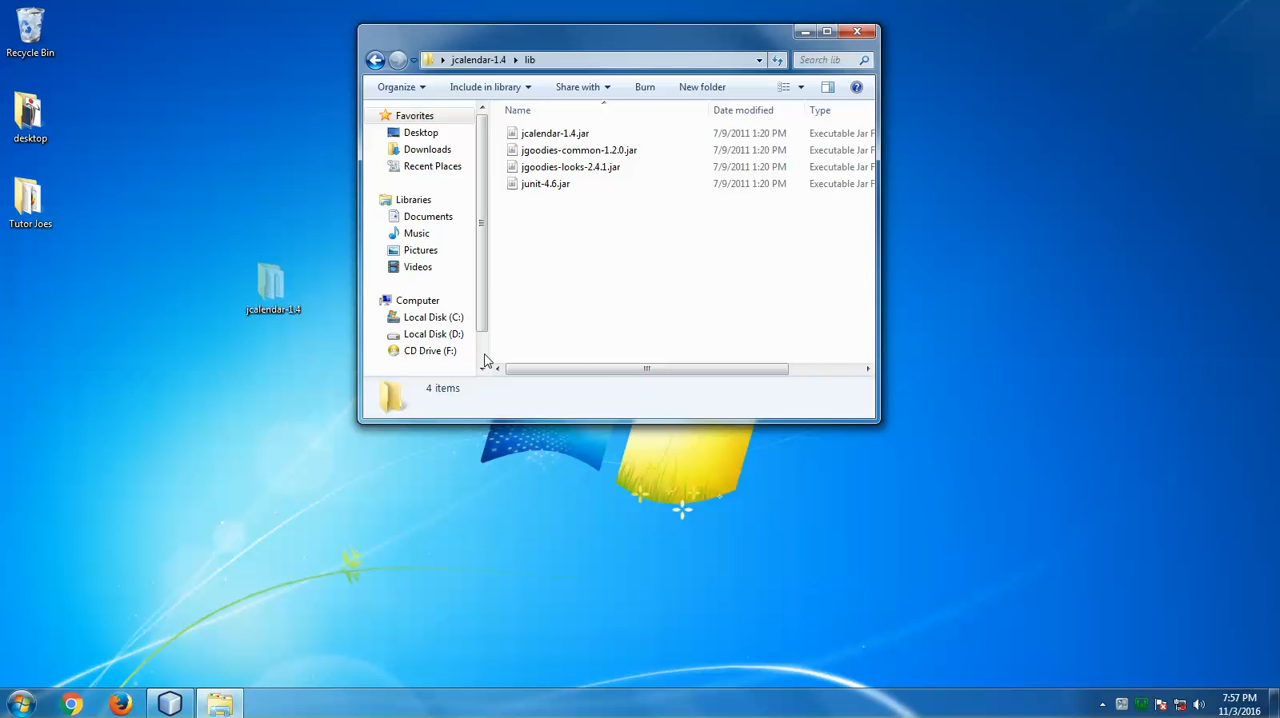 Recycle Bin
desktop
Tutor Joes
jcalendar-1.4
jcalendar-1.4 lib
Search lib
Organize Include in library Share with Burn New folder
Favorites
Desktop
Downloads
Recent Places
Libraries
Documents
Music
Pictures
Videos
Computer
Local Disk (C:)
Local Disk (D:)
CD Drive (F:)
Name Date modified Type
jcalendar-1.4.jar 7/9/2011 1:20 PM Executable Jar F
jgoodies-common-1.2.0.jar 7/9/2011 1:20 PM Executable Jar F
jgoodies-looks-2.4.1.jar 7/9/2011 1:20 PM Executable Jar F
junit-4.6.jar 7/9/2011 1:20 PM Executable Jar F
4 items
7:57 PM
11/3/2016